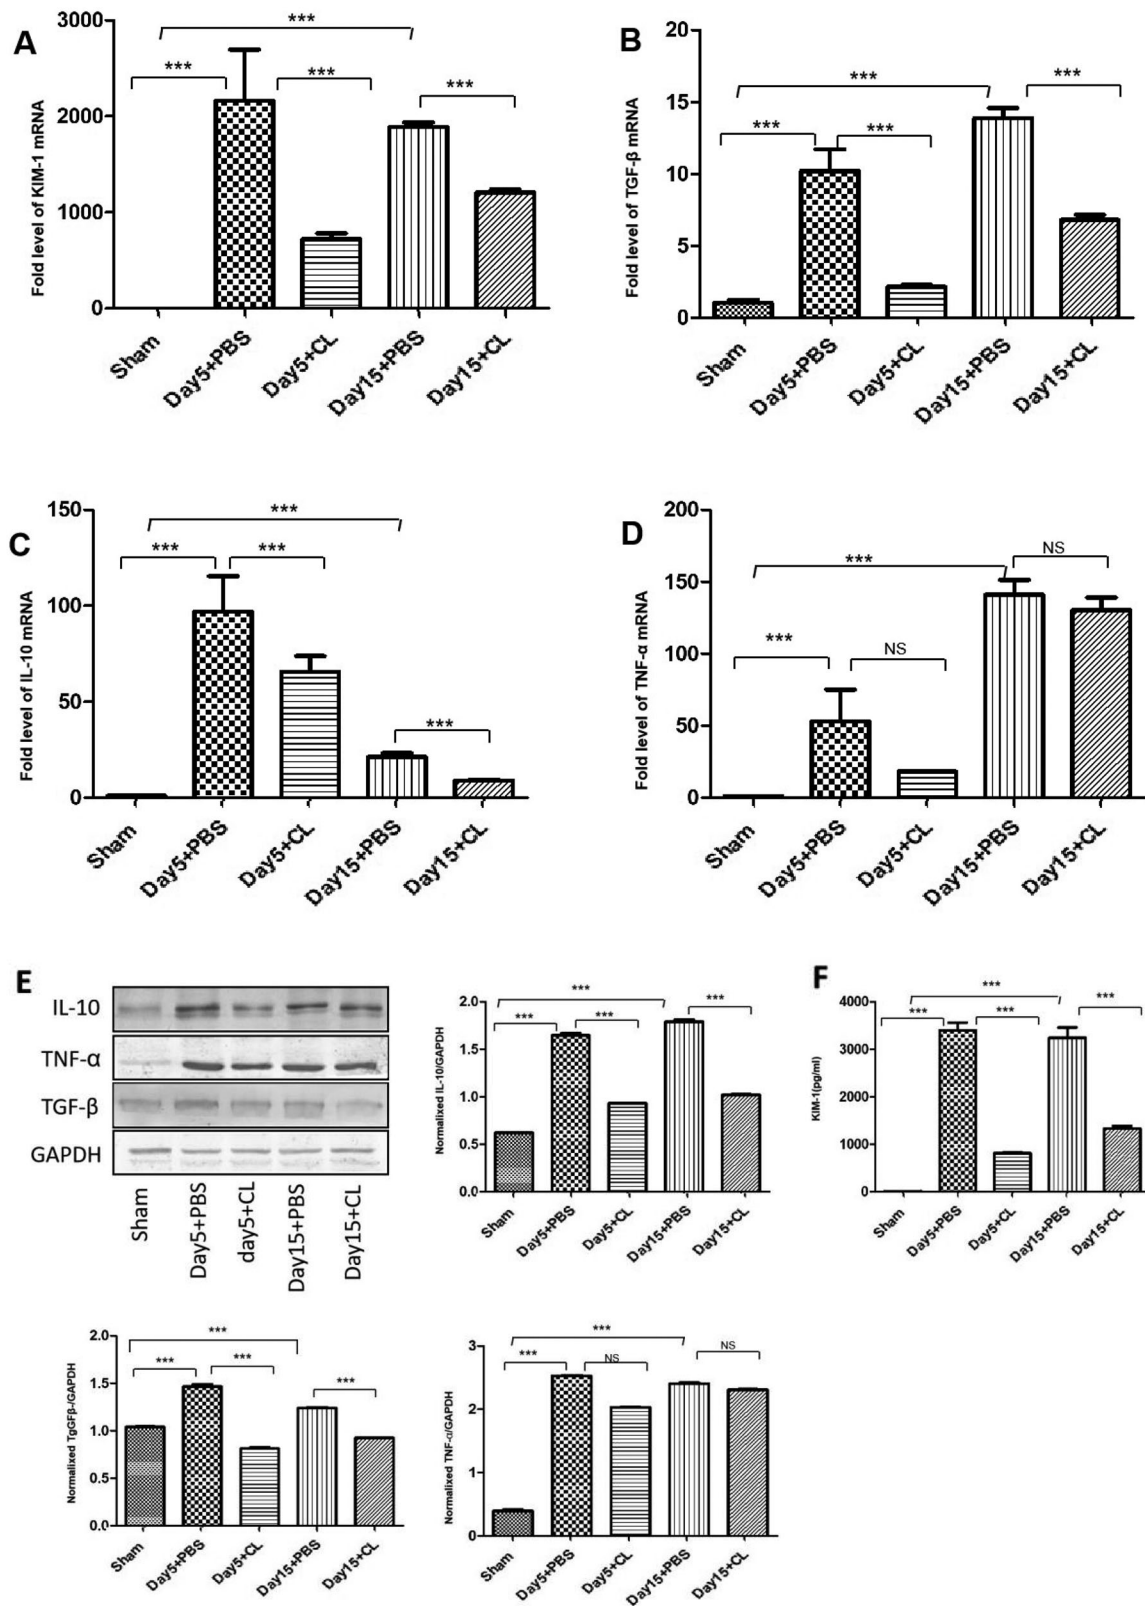 A
Fold level of KIM-1 mRNA
3000
2000
1000
0
***
***
***
***
Sham
Day5+PBS
Day5+CL
Day15+PBS
Day15+CL
B
Fold level of TGF-β mRNA
20
15
10
5
0
***
***
***
***
Sham
Day5+PBS
Day5+CL
Day15+PBS
Day15+CL
C
Fold level of IL-10 mRNA
150
100
50
0
***
***
***
***
Sham
Day5+PBS
Day5+CL
Day15+PBS
Day15+CL
D
Fold level of TNF-α mRNA
200
150
100
50
0
***
NS
***
NS
Sham
Day5+PBS
Day5+CL
Day15+PBS
Day15+CL
E
IL-10
TNF-α
TGF-β
GAPDH
Sham
Day5+PBS
day5+CL
Day15+PBS
Day15+CL
Normalixed IL-10/GAPDH
2.0
1.5
1.0
0.5
0.0
***
***
***
***
Sham
Day5+PBS
Day5+CL
Day15+PBS
Day15+CL
F
KIM-1(pg/ml)
4000
3000
2000
1000
0
***
***
***
***
Sham
Day5+PBS
Day5+CL
Day15+PBS
Day15+CL
Normalized TgGFβ-/GAPDH
2.0
1.5
1.0
0.5
0.0
***
***
***
***
Sham
Day5+PBS
Day5+CL
Day15+PBS
Day15+CL
Normalized TNF-α/GAPDH
3
2
1
0
***
***
NS
NS
Sham
Day5+PBS
Day5+CL
Day15+PBS
Day15+CL